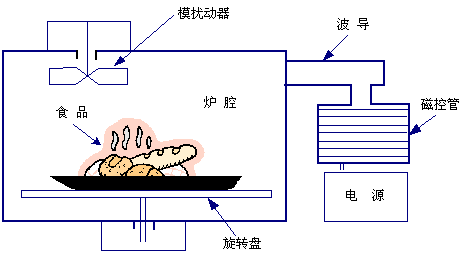 模扰动器
波 导
炉 腔
磁控管
食 品
电 源
旋转盘